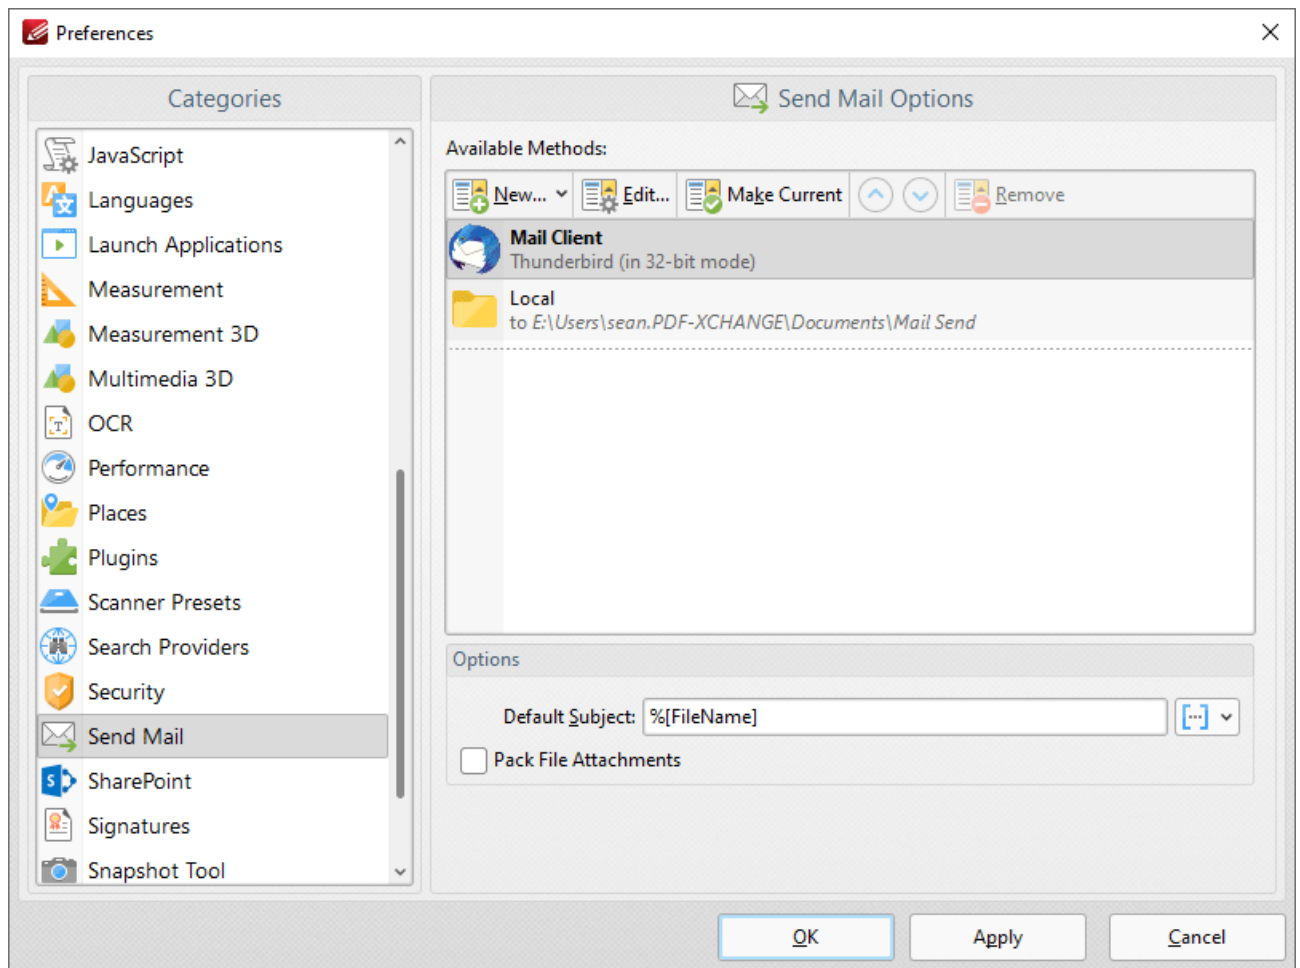 Preferences
Categories
JavaScript
Languages
Launch Applications
Measurement
Measurement 3D
Multimedia 3D
OCR
Performance
Places
Plugins
Scanner Presets
Search Providers
Security
Send Mail
SharePoint
Signatures
Snapshot Tool
Send Mail Options
Available Methods:
New... Edit... Make Current Remove
Mail Client
Thunderbird (in 32-bit mode)
Local
to E:\Users\sean.PDF-XCHANGE\Documents\Mail Send
Options
Default Subject: %[FileName]
Pack File Attachments
OK Apply Cancel